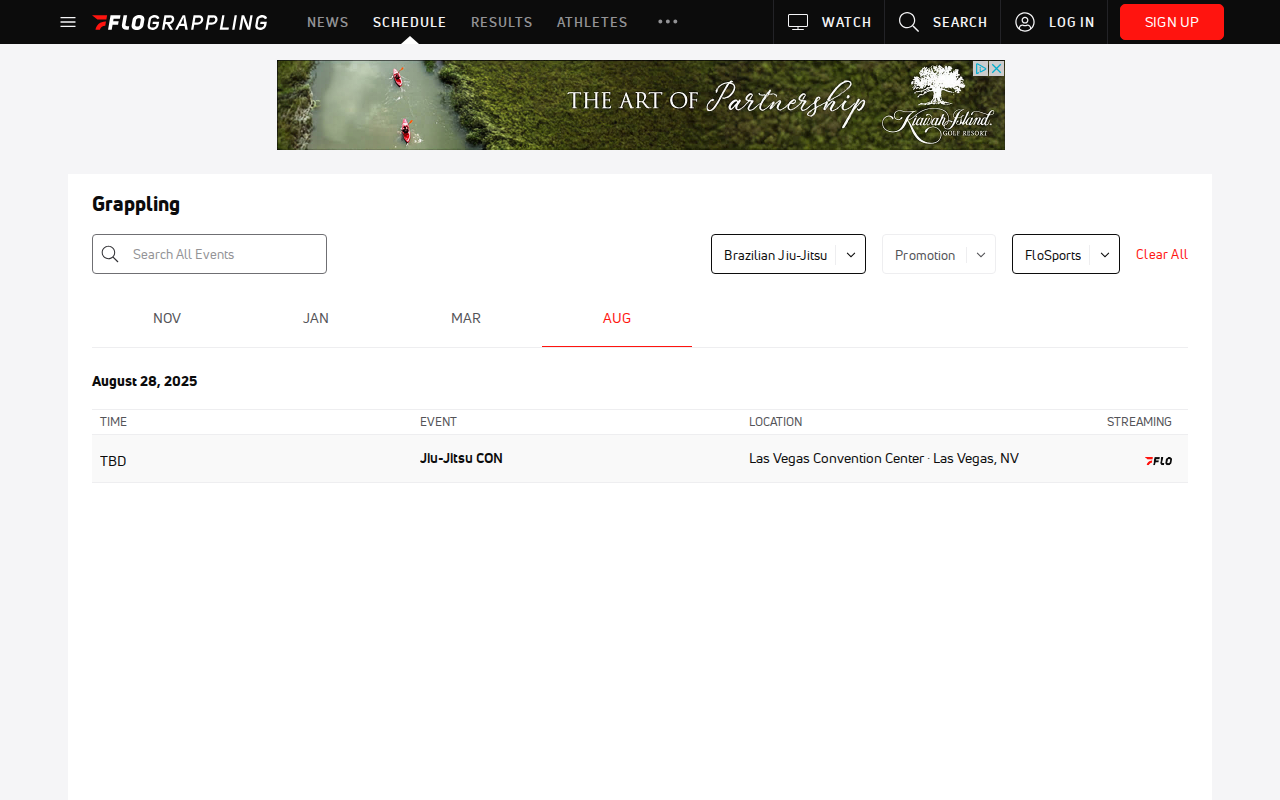 FLOGRAPPLING NEWS SCHEDULE RESULTS ATHLETES WATCH SEARCH LOG IN SIGN UP
THE ART OF Partnership Kiawah Island GOLF RESORT
Grappling
Search All Events Brazilian Jiu-Jitsu Promotion FloSports Clear All
NOV JAN MAR AUG
August 28, 2025
TIME EVENT LOCATION STREAMING
TBD Jiu-Jitsu CON Las Vegas Convention Center · Las Vegas, NV FLO